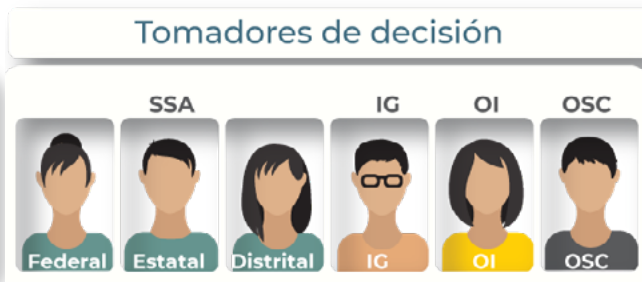 Tomadores de decisión
SSA IG OI OSC
Federal Estatal Distrital IG OI OSC